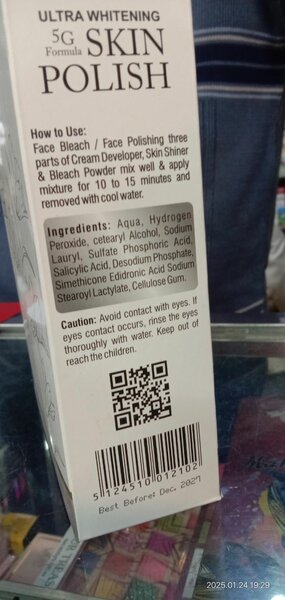 ULTRA WHITENING
5G Formula SKIN
POLISH
How to Use:
Face Bleach / Face Polishing three
parts of Cream Developer, Skin Shiner
& Bleach Powder mix well & apply
mixture for 10 to 15 minutes and
removed with cool water.
Ingredients: Aqua, Hydrogen
Peroxide, cetearyl Alcohol, Sodium
Lauryl, Sulfate Phosphoric Acid,
Salicylic Acid, Desodium Phosphate,
Simethicone Edidronic Acid Sodium
Stearoyl Lactylate, Cellulose Gum.
Caution: Avoid contact with eyes. If
eyes contact occurs, rinse the eyes
thoroughly with water. Keep out of
reach the children.
5 124510 012102
Best Before: Dec. 2027
2025.01.24 19:29